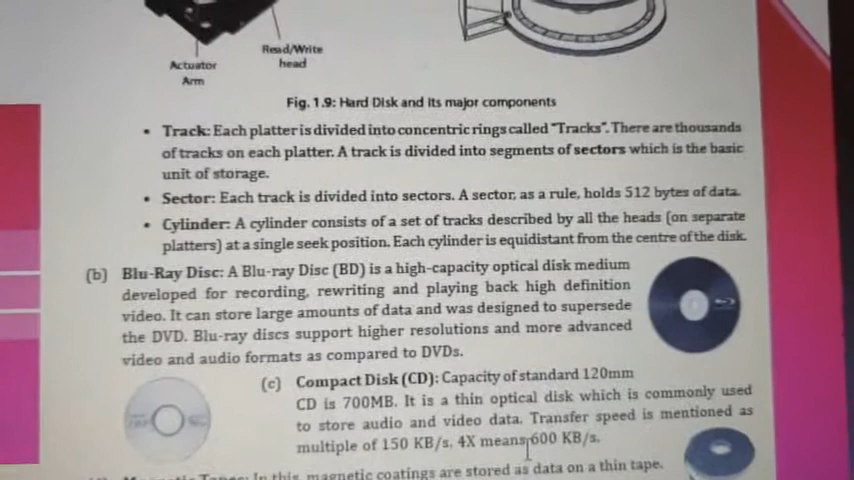 Actuator
Arm
Read/Write
head
Fig. 1.9: Hard Disk and its major components
• Track: Each platter is divided into concentric rings called "Tracks". There are thousands
of tracks on each platter. A track is divided into segments of sectors which is the basic
unit of storage.
• Sector: Each track is divided into sectors. A sector, as a rule, holds 512 bytes of data.
• Cylinder: A cylinder consists of a set of tracks described by all the heads (on separate
platters) at a single seek position. Each cylinder is equidistant from the centre of the disk.
(b) Blu-Ray Disc: A Blu-ray Disc (BD) is a high-capacity optical disk medium
developed for recording, rewriting and playing back high definition
video. It can store large amounts of data and was designed to supersede
the DVD. Blu-ray discs support higher resolutions and more advanced
video and audio formats as compared to DVDs.
(c) Compact Disk (CD): Capacity of standard 120mm
CD is 700MB. It is a thin optical disk which is commonly used
to store audio and video data. Transfer speed is mentioned as
multiple of 150 KB/s. 4X means 600 KB/s.
Magnetic Tapes: In this magnetic coatings are stored as data on a thin tape.